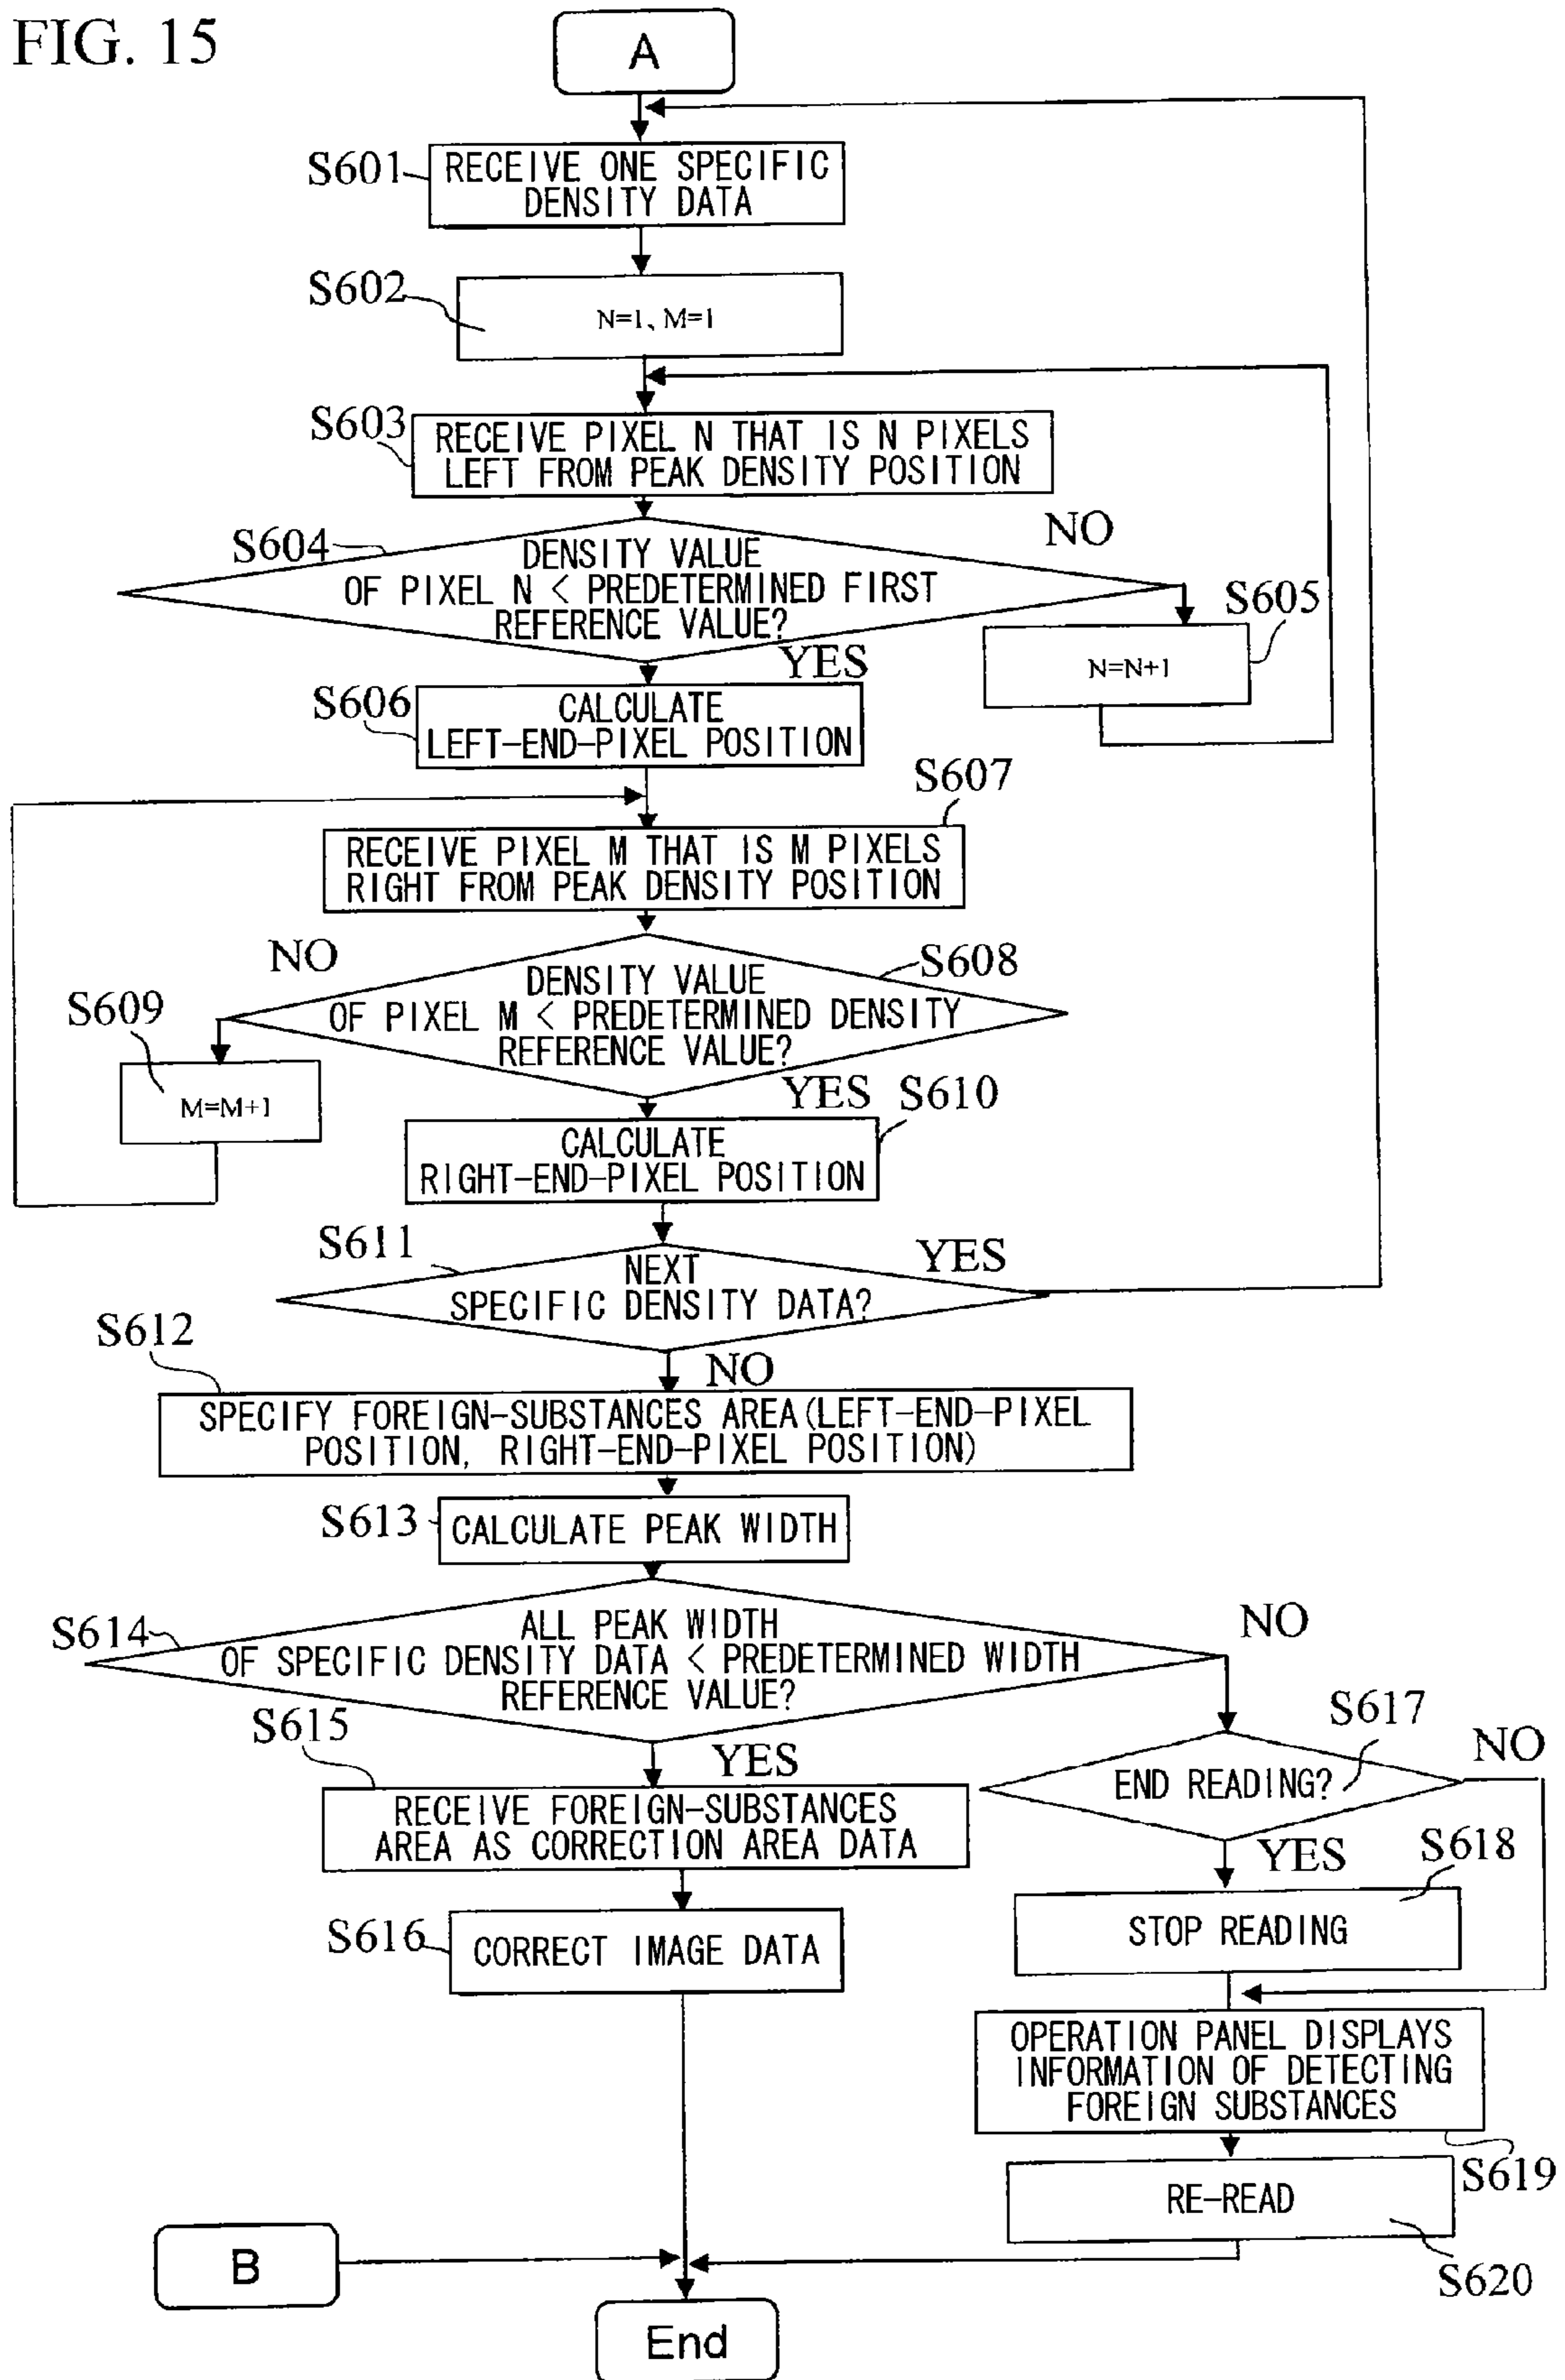 FIG. 15
A
S601
RECEIVE ONE SPECIFIC
DENSITY DATA
S602
N=1, M=1
S603
RECEIVE PIXEL N THAT IS N PIXELS
LEFT FROM PEAK DENSITY POSITION
S604
NO
DENSITY VALUE
OF PIXEL N < PREDETERMINED FIRST
REFERENCE VALUE?
S605
N=N+1
YES
S606
CALCULATE
LEFT-END-PIXEL POSITION
S607
RECEIVE PIXEL M THAT IS M PIXELS
RIGHT FROM PEAK DENSITY POSITION
NO
S608
DENSITY VALUE
OF PIXEL M < PREDETERMINED DENSITY
REFERENCE VALUE?
S609
M=M+1
YES
S610
CALCULATE
RIGHT-END-PIXEL POSITION
S611
YES
NEXT
SPECIFIC DENSITY DATA?
S612
NO
SPECIFY FOREIGN-SUBSTANCES AREA(LEFT-END-PIXEL
POSITION, RIGHT-END-PIXEL POSITION)
S613
CALCULATE PEAK WIDTH
S614
NO
ALL PEAK WIDTH
OF SPECIFIC DENSITY DATA < PREDETERMINED WIDTH
REFERENCE VALUE?
S615
YES
RECEIVE FOREIGN-SUBSTANCES
AREA AS CORRECTION AREA DATA
S616
CORRECT IMAGE DATA
S617
NO
END READING?
YES
S618
STOP READING
OPERATION PANEL DISPLAYS
INFORMATION OF DETECTING
FOREIGN SUBSTANCES
S619
RE-READ
S620
B
End